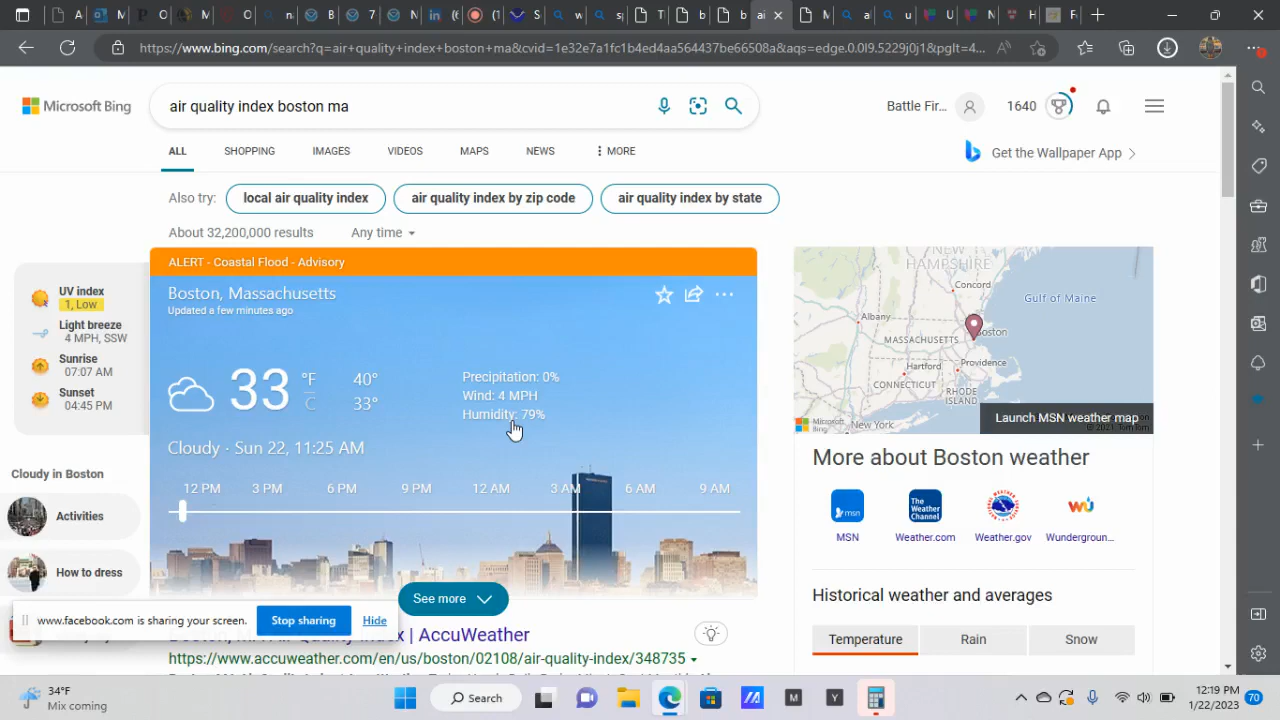 https://www.bing.com/search?q=air+quality+index+boston+ma&cvid=1e32e7a1fc1b4ed4aa564437be66508a&aqs=edge.0.0l9.5229j0j1&pglt=4...
Microsoft Bing
air quality index boston ma
Battle Fir...
1640
ALL
SHOPPING
IMAGES
VIDEOS
MAPS
NEWS
MORE
Get the Wallpaper App
Also try:
local air quality index
air quality index by zip code
air quality index by state
About 32,200,000 results
Any time
ALERT - Coastal Flood - Advisory
Boston, Massachusetts
Updated a few minutes ago
UV index
1, Low
Light breeze
4 MPH, SSW
Sunrise
07:07 AM
Sunset
04:45 PM
33 °F
C
40°
33°
Precipitation: 0%
Wind: 4 MPH
Humidity: 79%
Cloudy · Sun 22, 11:25 AM
12 PM 3 PM 6 PM 9 PM 12 AM 3 AM 6 AM 9 AM
Cloudy in Boston
Activities
How to dress
See more
NEW HAMPSHIRE
Concord
Gulf of Maine
Albany
Boston
MASSACHUSETTS
Providence
Hartford
CONNECTICUT
RHODE
ISLAND
New York
Microsoft Bing
Launch MSN weather map
More about Boston weather
msn
MSN
The Weather Channel
Weather.com
Weather.gov
wu
Wundergroun...
Historical weather and averages
Temperature
Rain
Snow
www.facebook.com is sharing your screen.
Stop sharing
Hide
| AccuWeather
https://www.accuweather.com/en/us/boston/02108/air-quality-index/348735
34°F
Mix coming
Search
M
Y
12:19 PM
1/22/2023
70